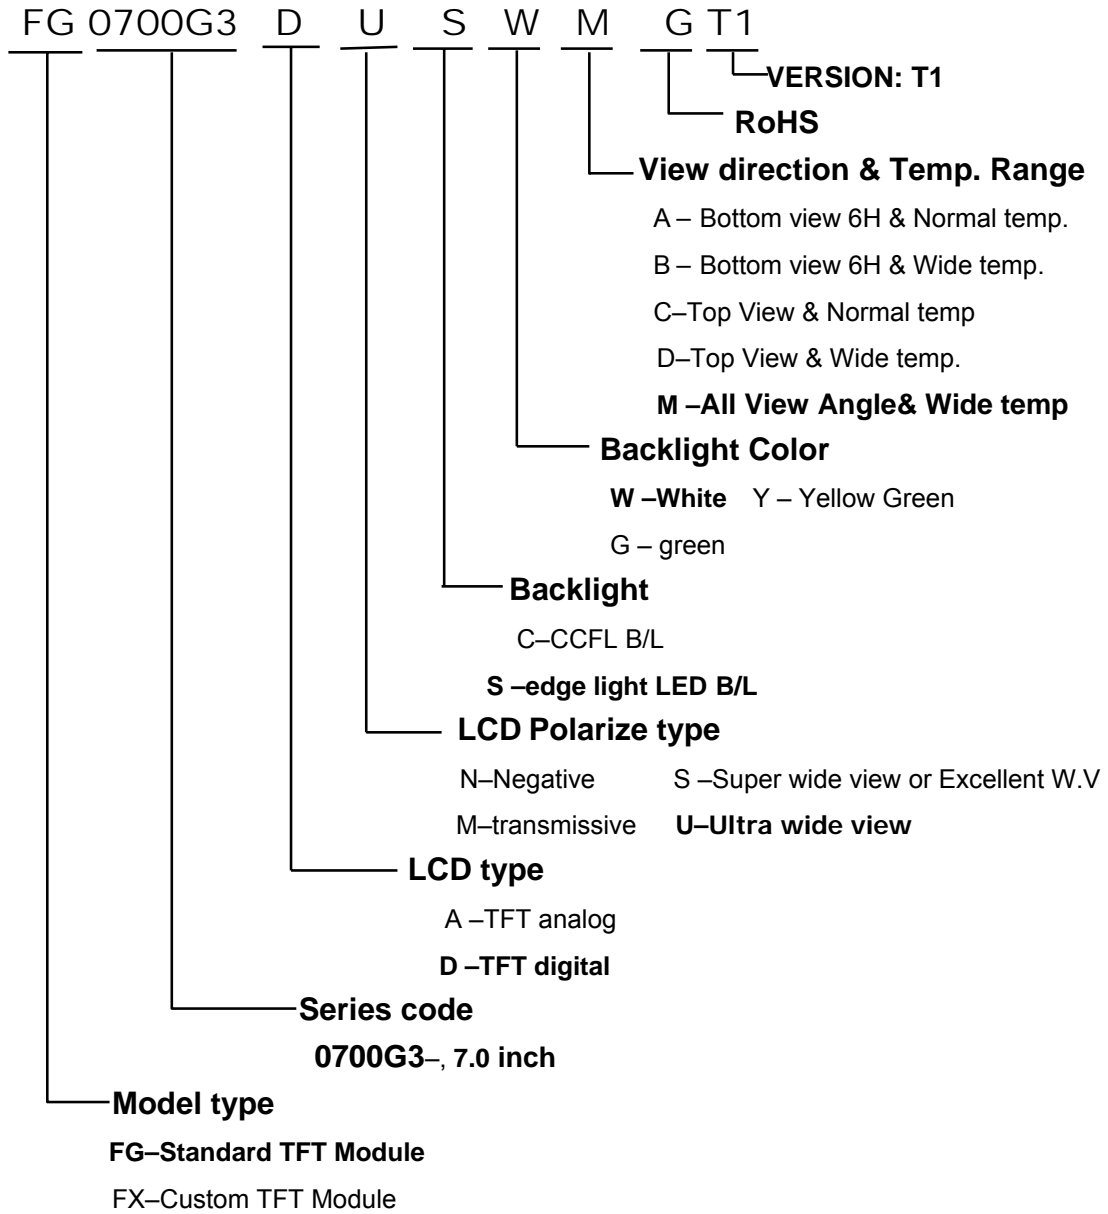 FG 0700G3 D U S W M G T1
VERSION: T1
RoHS
View direction & Temp. Range
A – Bottom view 6H & Normal temp.
B – Bottom view 6H & Wide temp.
C–Top View & Normal temp
D–Top View & Wide temp.
M –All View Angle& Wide temp
Backlight Color
W –White Y – Yellow Green
G – green
Backlight
C–CCFL B/L
S –edge light LED B/L
LCD Polarize type
N–Negative S –Super wide view or Excellent W.V
M–transmissive U–Ultra wide view
LCD type
A –TFT analog
D –TFT digital
Series code
0700G3–, 7.0 inch
Model type
FG–Standard TFT Module
FX–Custom TFT Module